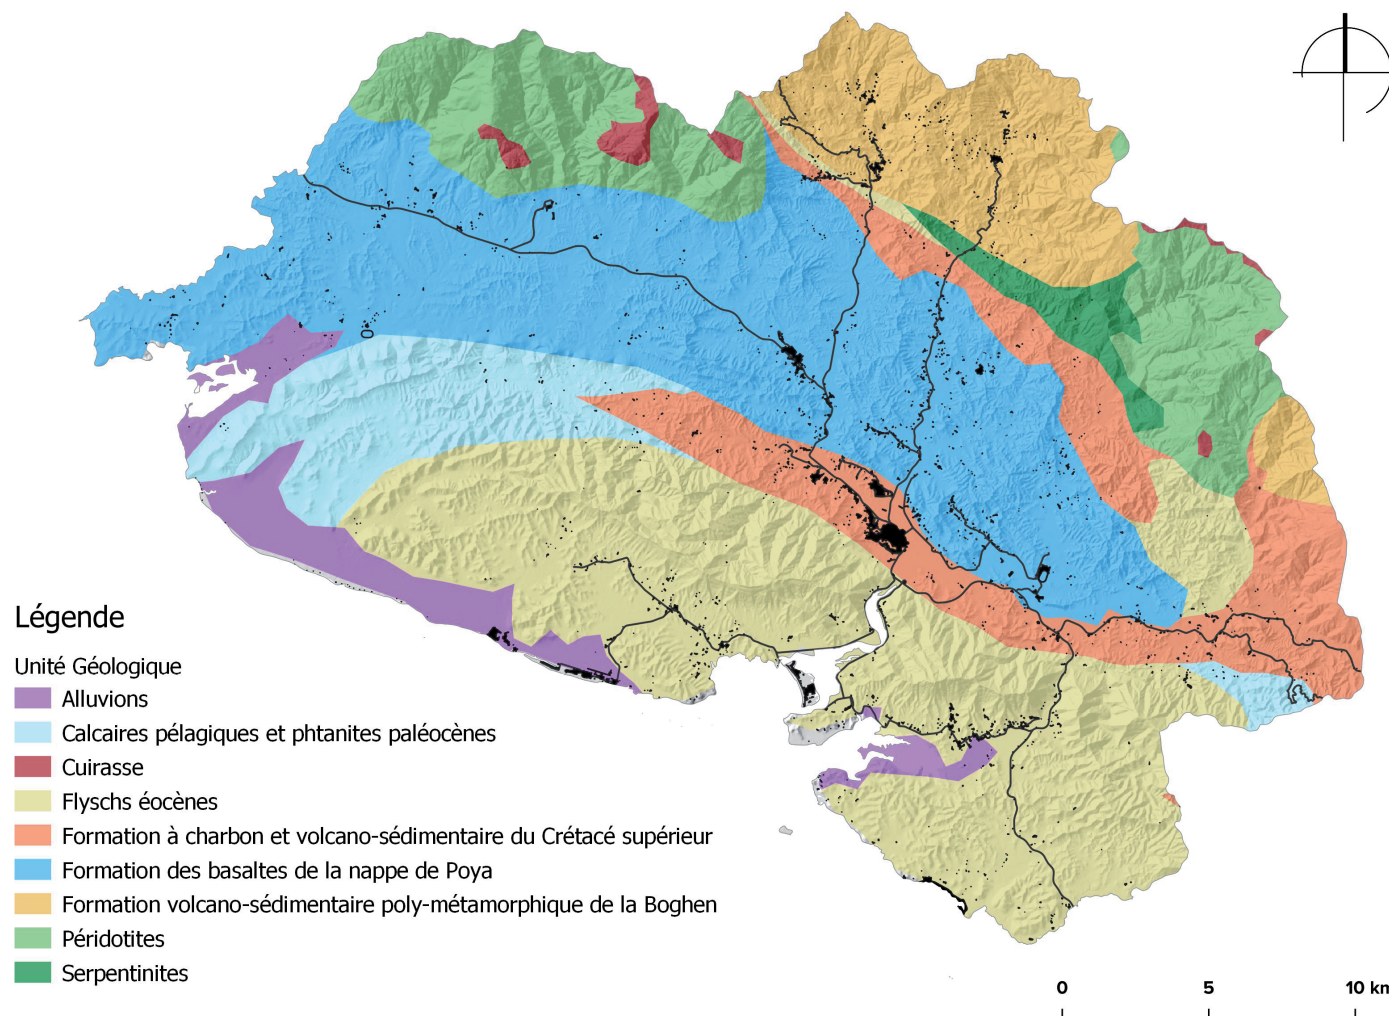 Légende
Unité Géologique
Alluvions
Calcaires pélagiques et phtanites paléocènes
Cuirasse
Flyschs éocènes
Formation à charbon et volcano-sédimentaire du Crétacé supérieur
Formation des basaltes de la nappe de Poya
Formation volcano-sédimentaire poly-métamorphique de la Boghen
Péridotites
Serpentinites
0 5 10 km